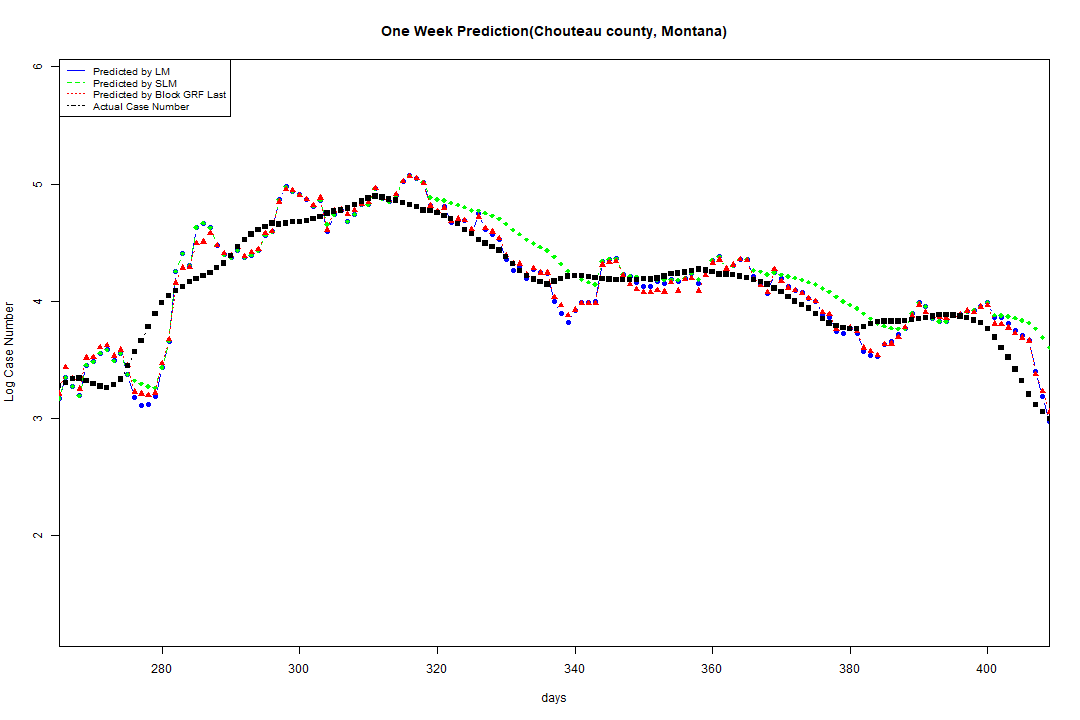 One Week Prediction(Chouteau county, Montana)
Predicted by LM
Predicted by SLM
Predicted by Block GRF Last
Actual Case Number
6
5
4
3
2
Log Case Number
280 300 320 340 360 380 400
days